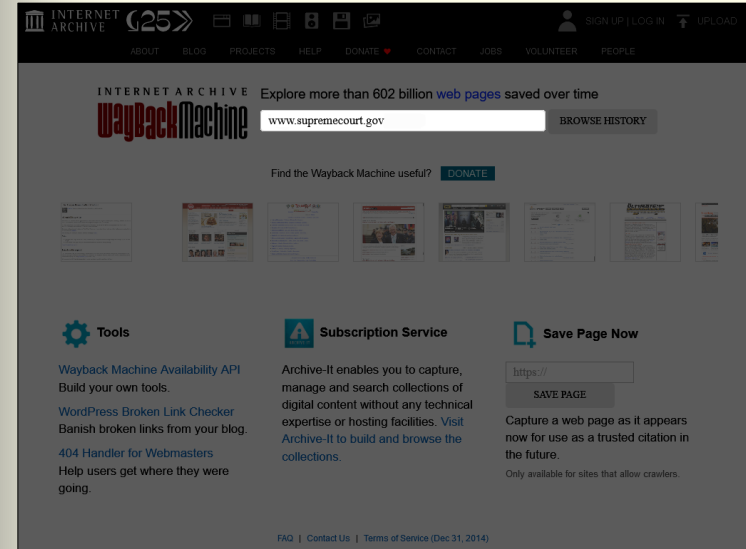 INTERNET ARCHIVE 25
SIGN UP | LOG IN UPLOAD
ABOUT BLOG PROJECTS HELP DONATE CONTACT JOBS VOLUNTEER PEOPLE
INTERNET ARCHIVE
WayBackMachine
Explore more than 602 billion web pages saved over time
www.supremecourt.gov
BROWSE HISTORY
Find the Wayback Machine useful? DONATE
Tools
Wayback Machine Availability API
Build your own tools.
WordPress Broken Link Checker
Banish broken links from your blog.
404 Handler for Webmasters
Help users get where they were
going.
Subscription Service
Archive-It enables you to capture,
manage and search collections of
digital content without any technical
expertise or hosting facilities. Visit
Archive-It to build and browse the
collections.
Save Page Now
https://
SAVE PAGE
Capture a web page as it appears
now for use as a trusted citation in
the future.
Only available for sites that allow crawlers.
FAQ | Contact Us | Terms of Service (Dec 31, 2014)